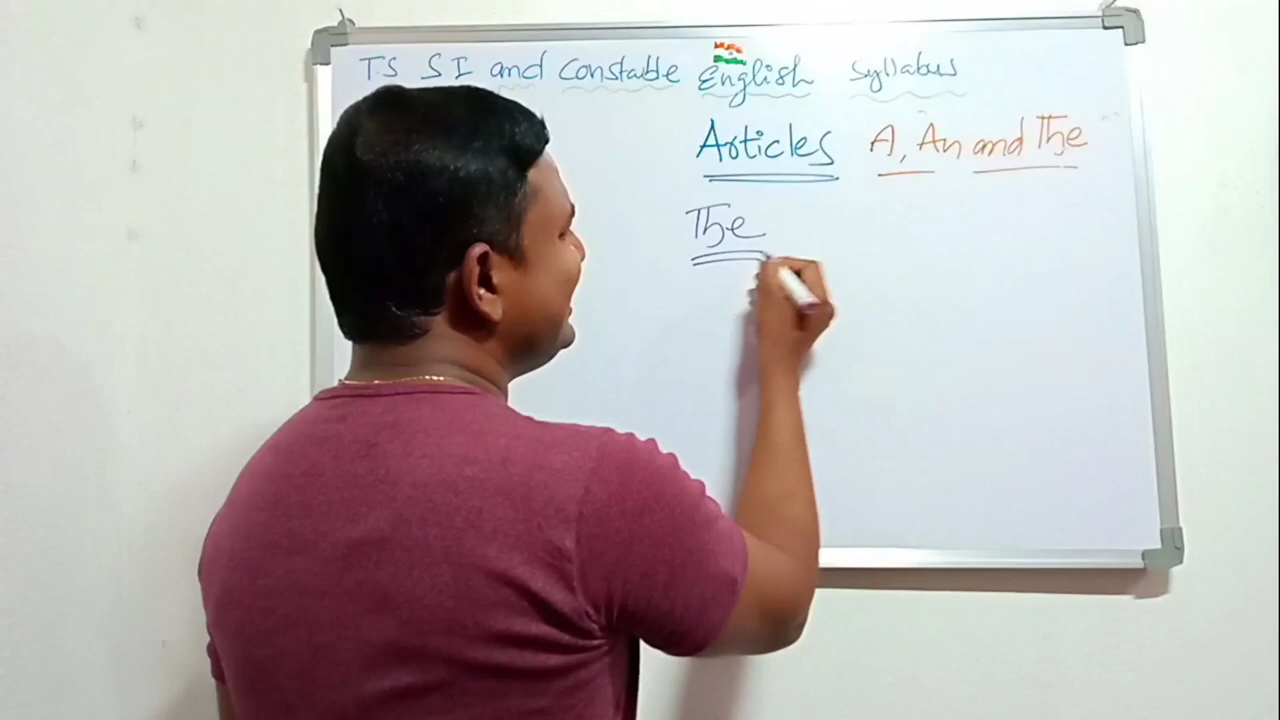 TS SI and Constable English Syllabus
Articles A, An and The
The